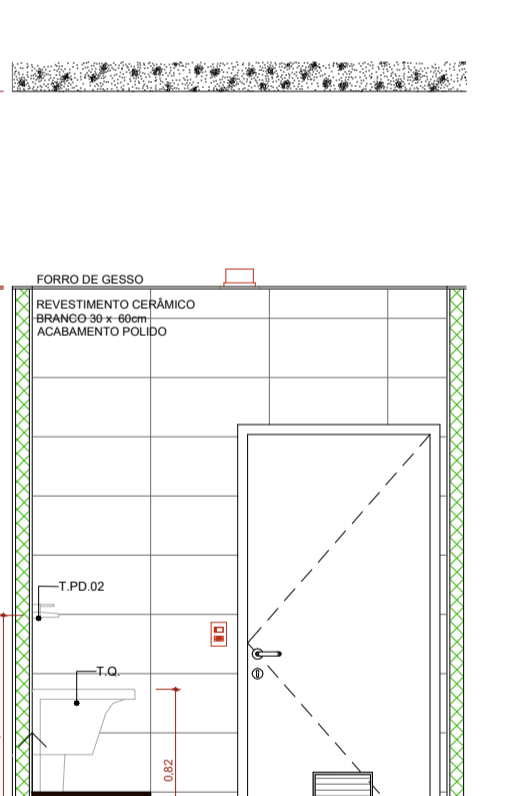 FORRO DE GESSO
REVESTIMENTO CERÂMICO
BRANCO 30 x 60cm
ACABAMENTO POLIDO
T.PD.02
T.Q.
0,82